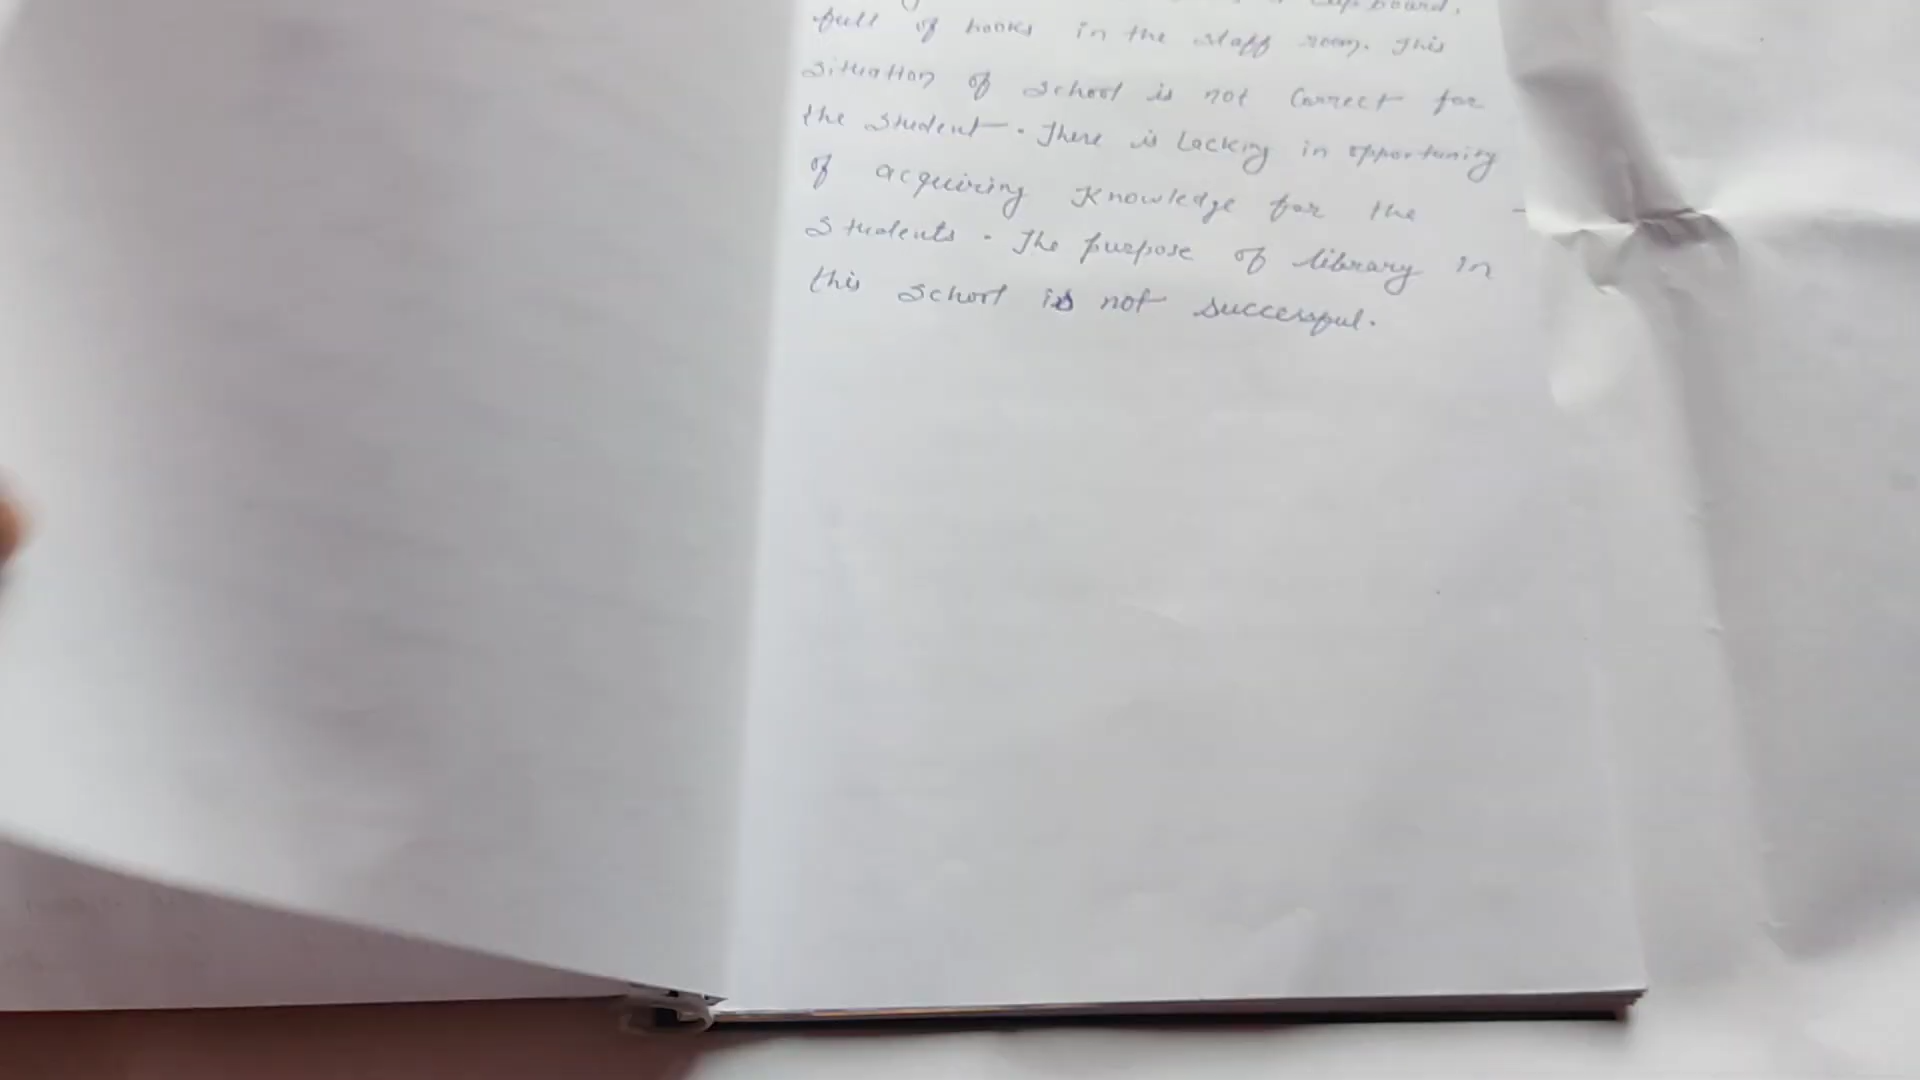 cupboard,
full of books in the staff room. This
situation of school is not correct for
the student. There is lacking in opportunity
of acquiring knowledge for the
students. The purpose of library in
this school is not successful.